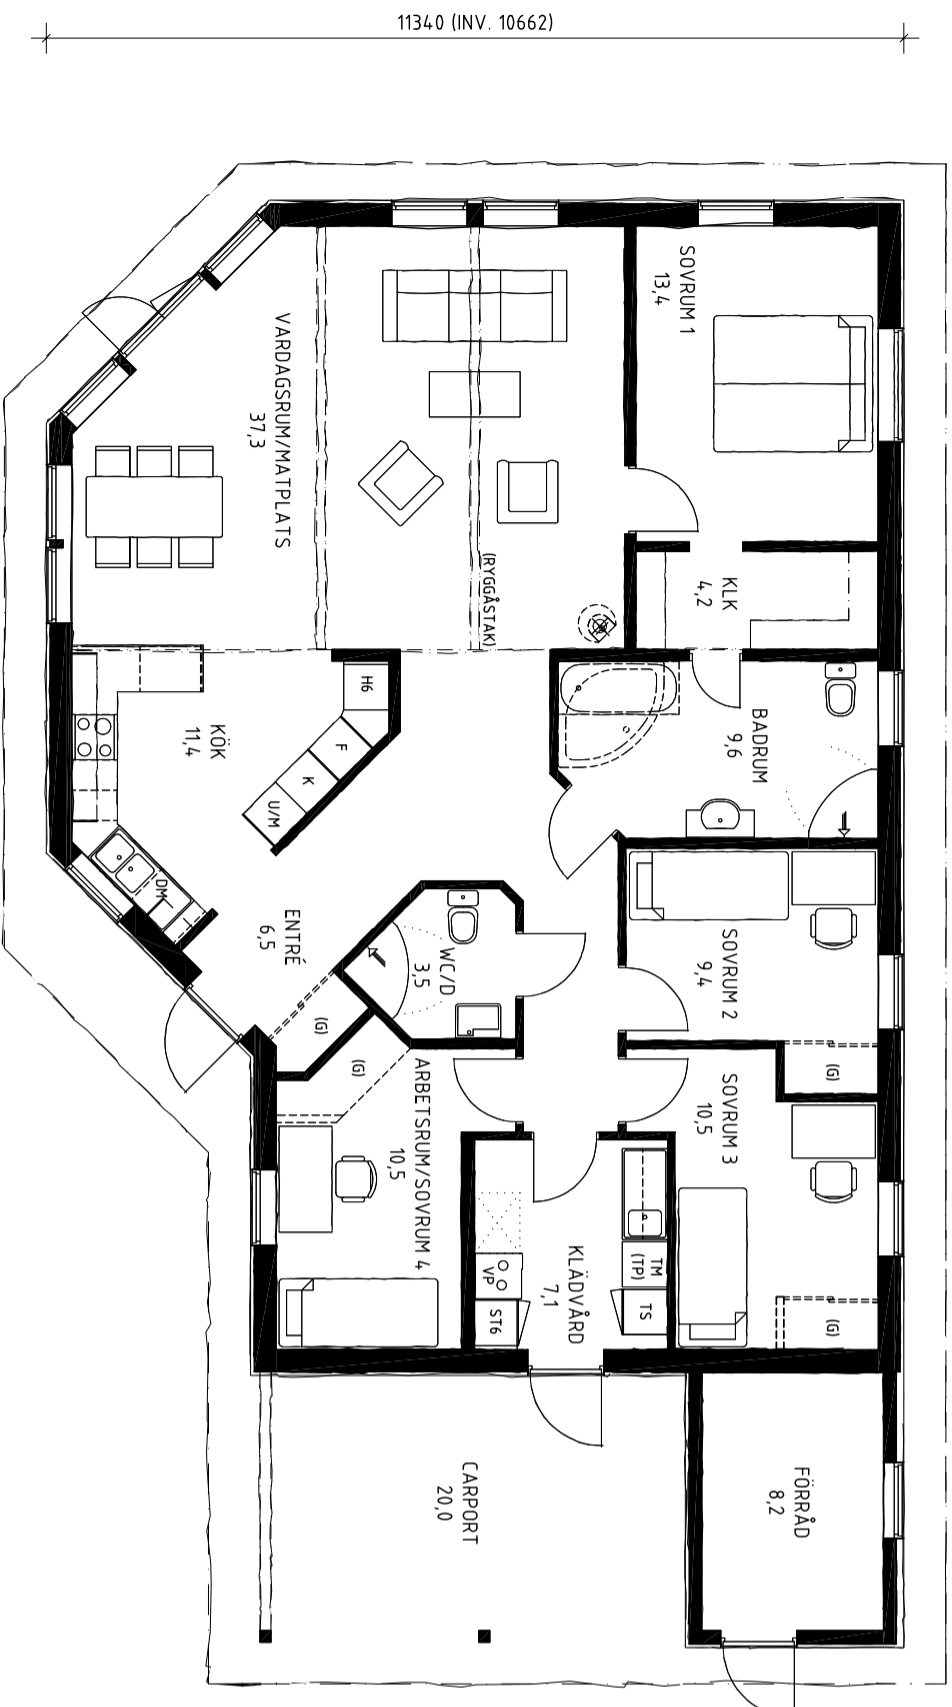 11340 (INV. 10662)
SOVRUM 1
13,4
VARDAGSRUM/MATPLATS
37,3
(RYGGÅSTAK)
KLK
4,2
BADRUM
9,6
H6
F
K
U/M
KÖK
11,4
DM
ENTRÉ
6,5
WC/D
3,5
SOVRUM 2
9,4
(G)
(G)
(G)
SOVRUM 3
10,5
ARBETSRUM/SOVRUM 4
10,5
KLÄDVÅRD
7,1
TM
(TP)
TS
VP
ST6
(G)
CARPORT
20,0
FÖRRÅD
8,2